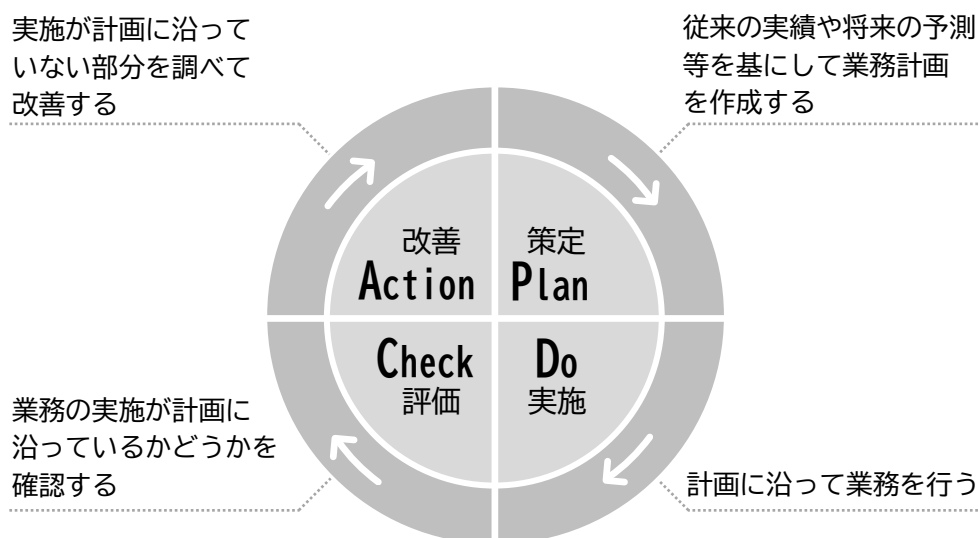 実施が計画に沿って
いない部分を調べて
改善する
従来の実績や将来の予測
等を基にして業務計画
を作成する
改善
Action
策定
Plan
Check
評価
Do
実施
業務の実施が計画に
沿っているかどうかを
確認する
計画に沿って業務を行う